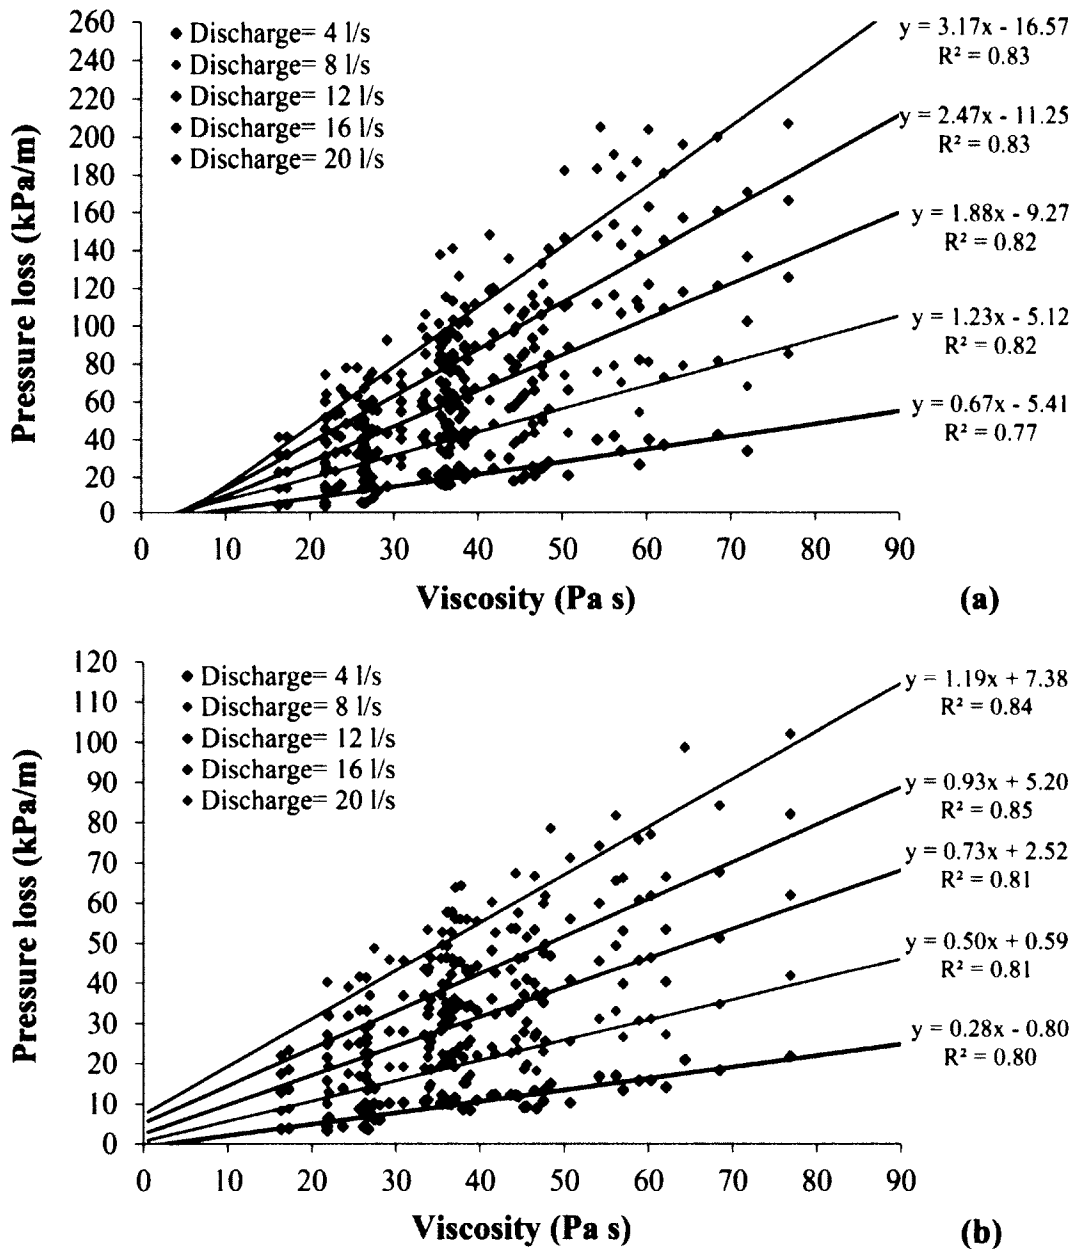 260
240
220
200
180
160
140
120
100
80
60
40
20
0
Pressure loss (kPa/m)
Discharge= 4 l/s
Discharge= 8 l/s
Discharge= 12 l/s
Discharge= 16 l/s
Discharge= 20 l/s
y = 3.17x - 16.57
R² = 0.83
y = 2.47x - 11.25
R² = 0.83
y = 1.88x - 9.27
R² = 0.82
y = 1.23x - 5.12
R² = 0.82
y = 0.67x - 5.41
R² = 0.77
0 10 20 30 40 50 60 70 80 90
Viscosity (Pa s)
(a)
120
110
100
90
80
70
60
50
40
30
20
10
0
Pressure loss (kPa/m)
Discharge= 4 l/s
Discharge= 8 l/s
Discharge= 12 l/s
Discharge= 16 l/s
Discharge= 20 l/s
y = 1.19x + 7.38
R² = 0.84
y = 0.93x + 5.20
R² = 0.85
y = 0.73x + 2.52
R² = 0.81
y = 0.50x + 0.59
R² = 0.81
y = 0.28x - 0.80
R² = 0.80
0 10 20 30 40 50 60 70 80 90
Viscosity (Pa s)
(b)